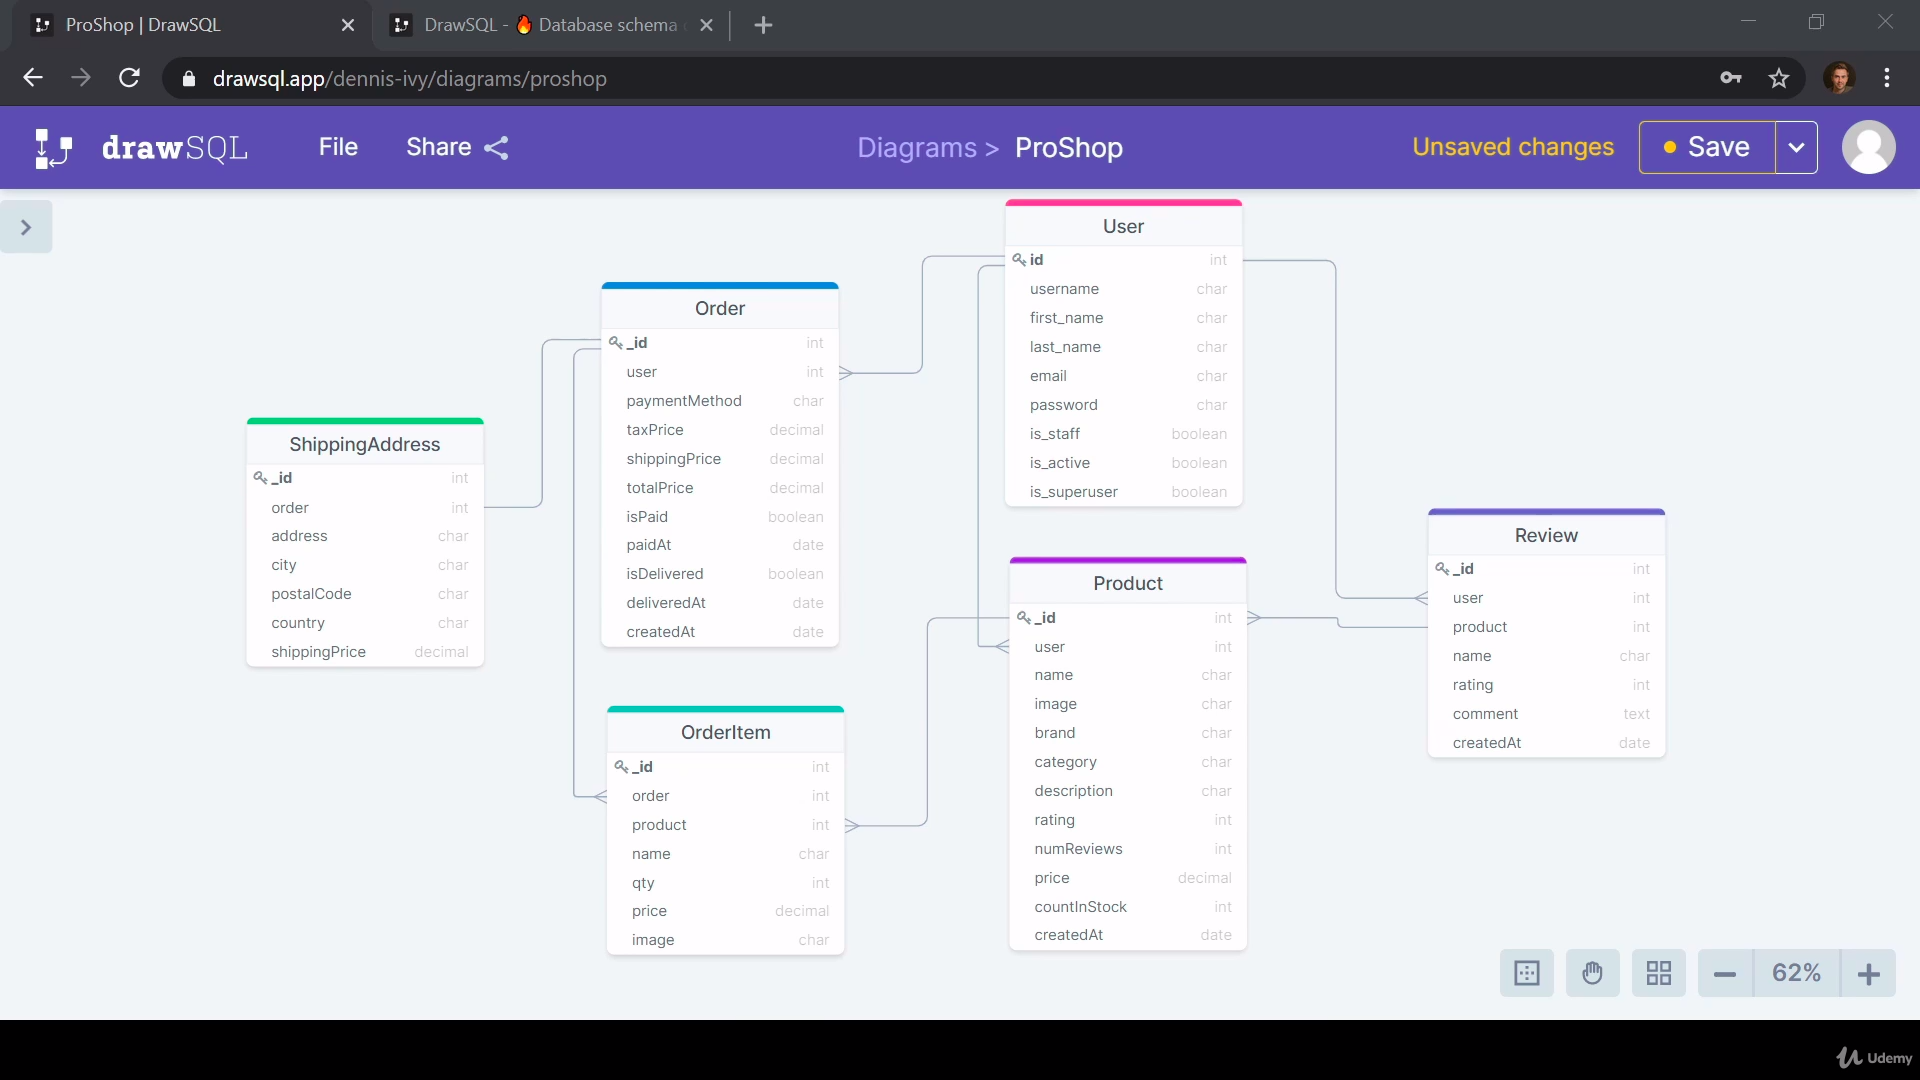 ProShop | DrawSQL
DrawSQL - 🔥 Database schema
drawsql.app/dennis-ivy/diagrams/proshop
drawSQL
File
Share
Diagrams > ProShop
Unsaved changes
Save
User
id int
username char
first_name char
last_name char
email char
password char
is_staff boolean
is_active boolean
is_superuser boolean
Order
_id int
user int
paymentMethod char
taxPrice decimal
shippingPrice decimal
totalPrice decimal
isPaid boolean
paidAt date
isDelivered boolean
deliveredAt date
createdAt date
ShippingAddress
_id int
order int
address char
city char
postalCode char
country char
shippingPrice decimal
Review
_id int
user int
product int
name char
rating int
comment text
createdAt date
Product
_id int
user int
name char
image char
brand char
category char
description char
rating int
numReviews int
price decimal
countInStock int
createdAt date
OrderItem
_id int
order int
product int
name char
qty int
price decimal
image char
62%
Udemy